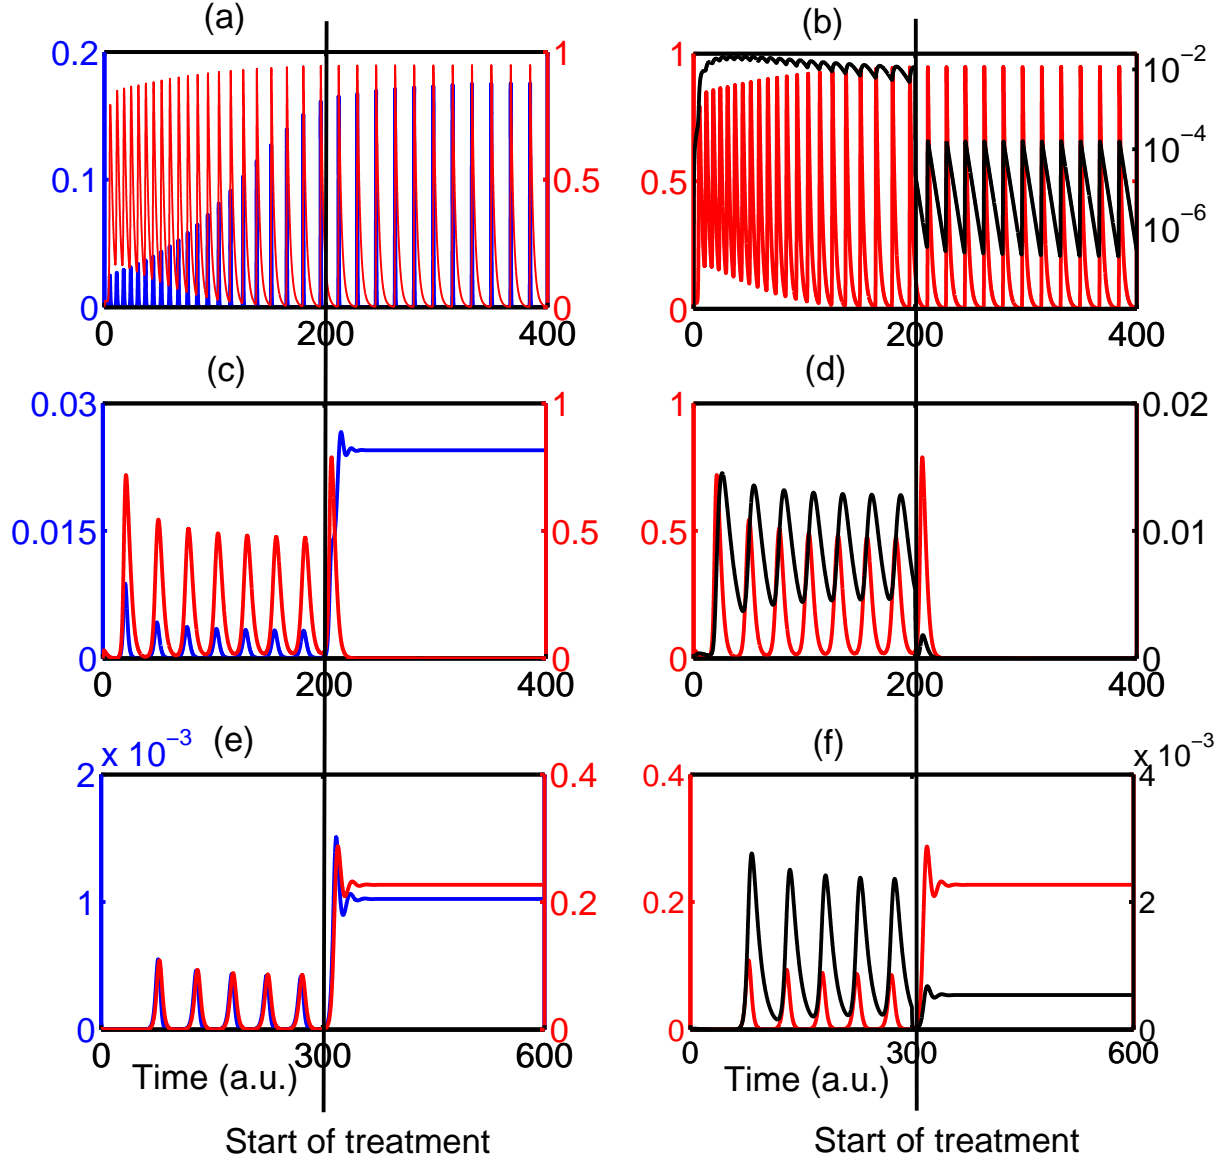 (a) (b)
0.2 1 1 10−2
0.1 0.5 0.5 10−4
10−6
0 0 0
0 200 400 0 200 400
(c) (d)
0.03 1 1 0.02
0.015 0.5 0.5 0.01
0 0 0 0
0 200 400 0 200 400
(e) (f)
x 10−3 x 10−3
2 0.4 0.4 4
1 0.2 0.2 2
0 0 0 0
0 300 600 0 300 600
Time (a.u.) Time (a.u.)
Start of treatment Start of treatment